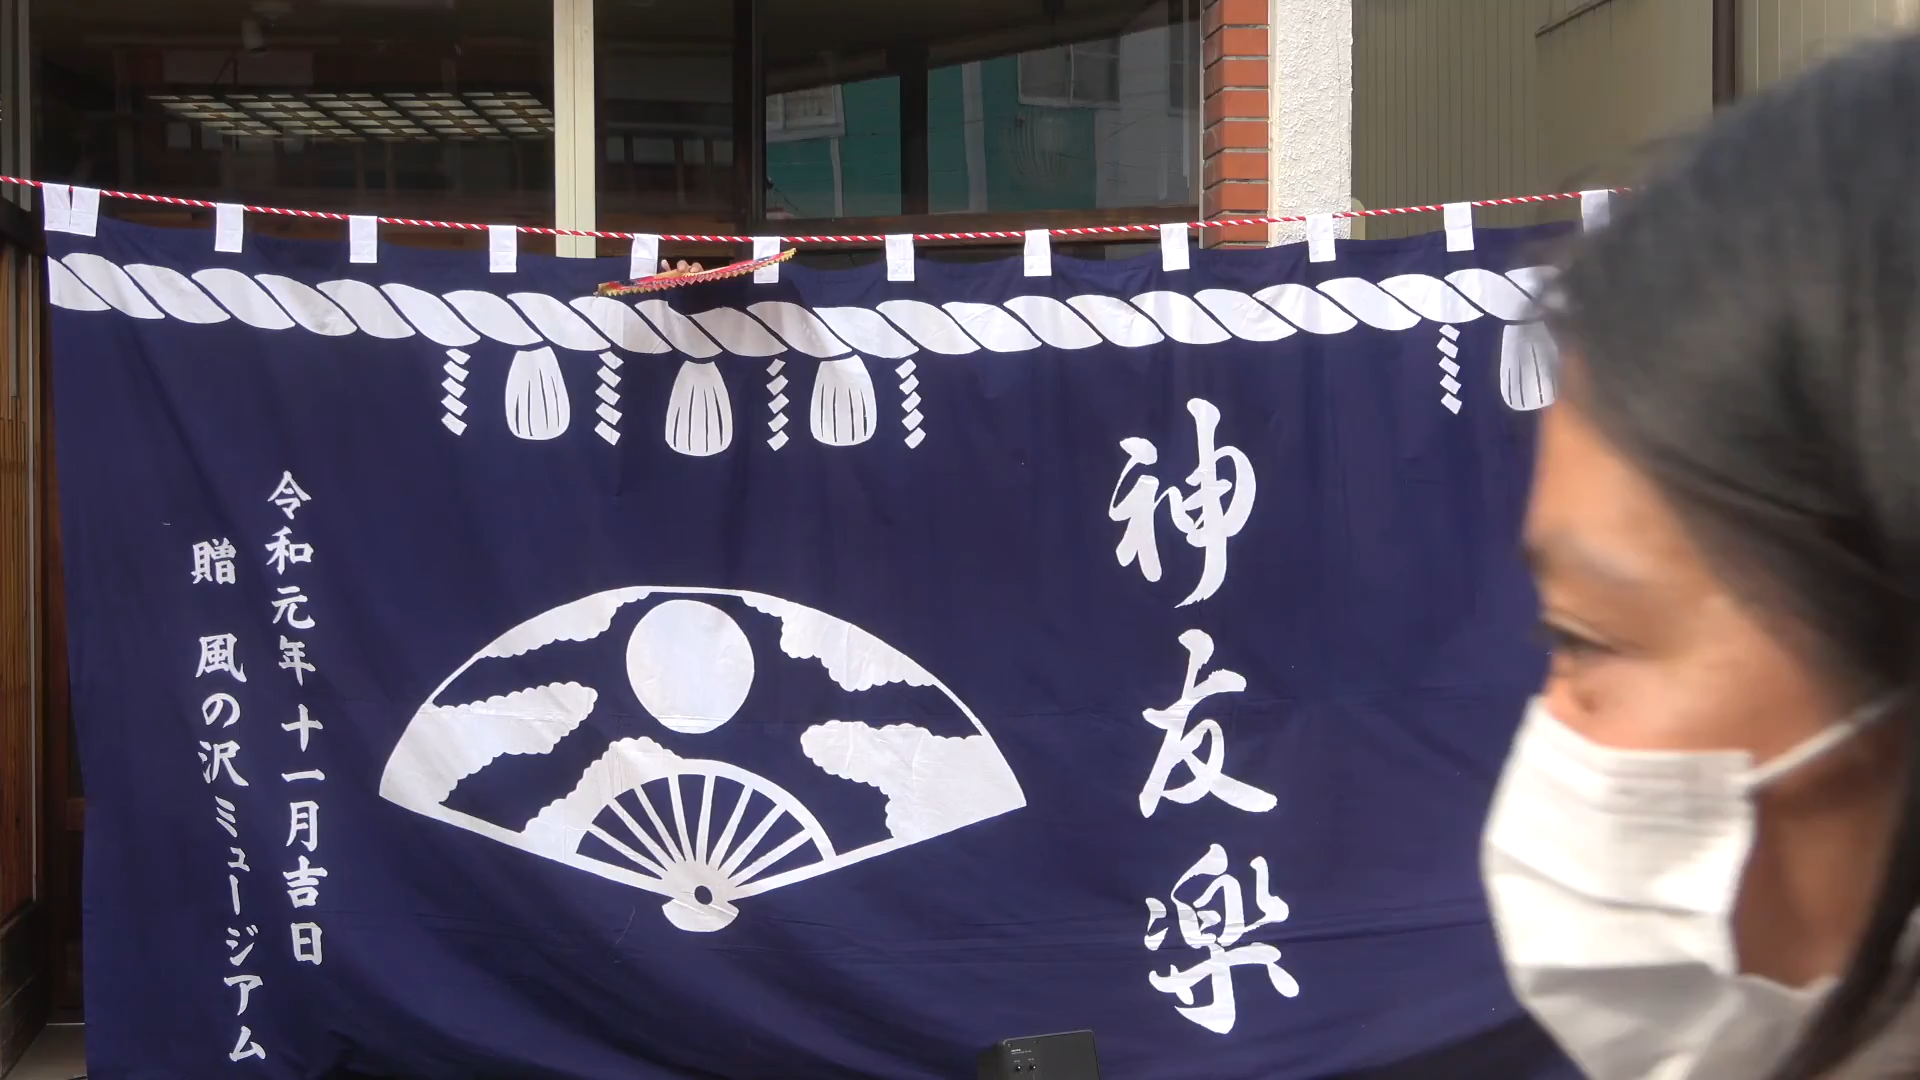 神友楽
令和元年十一月吉日
贈 風の沢ミュージアム